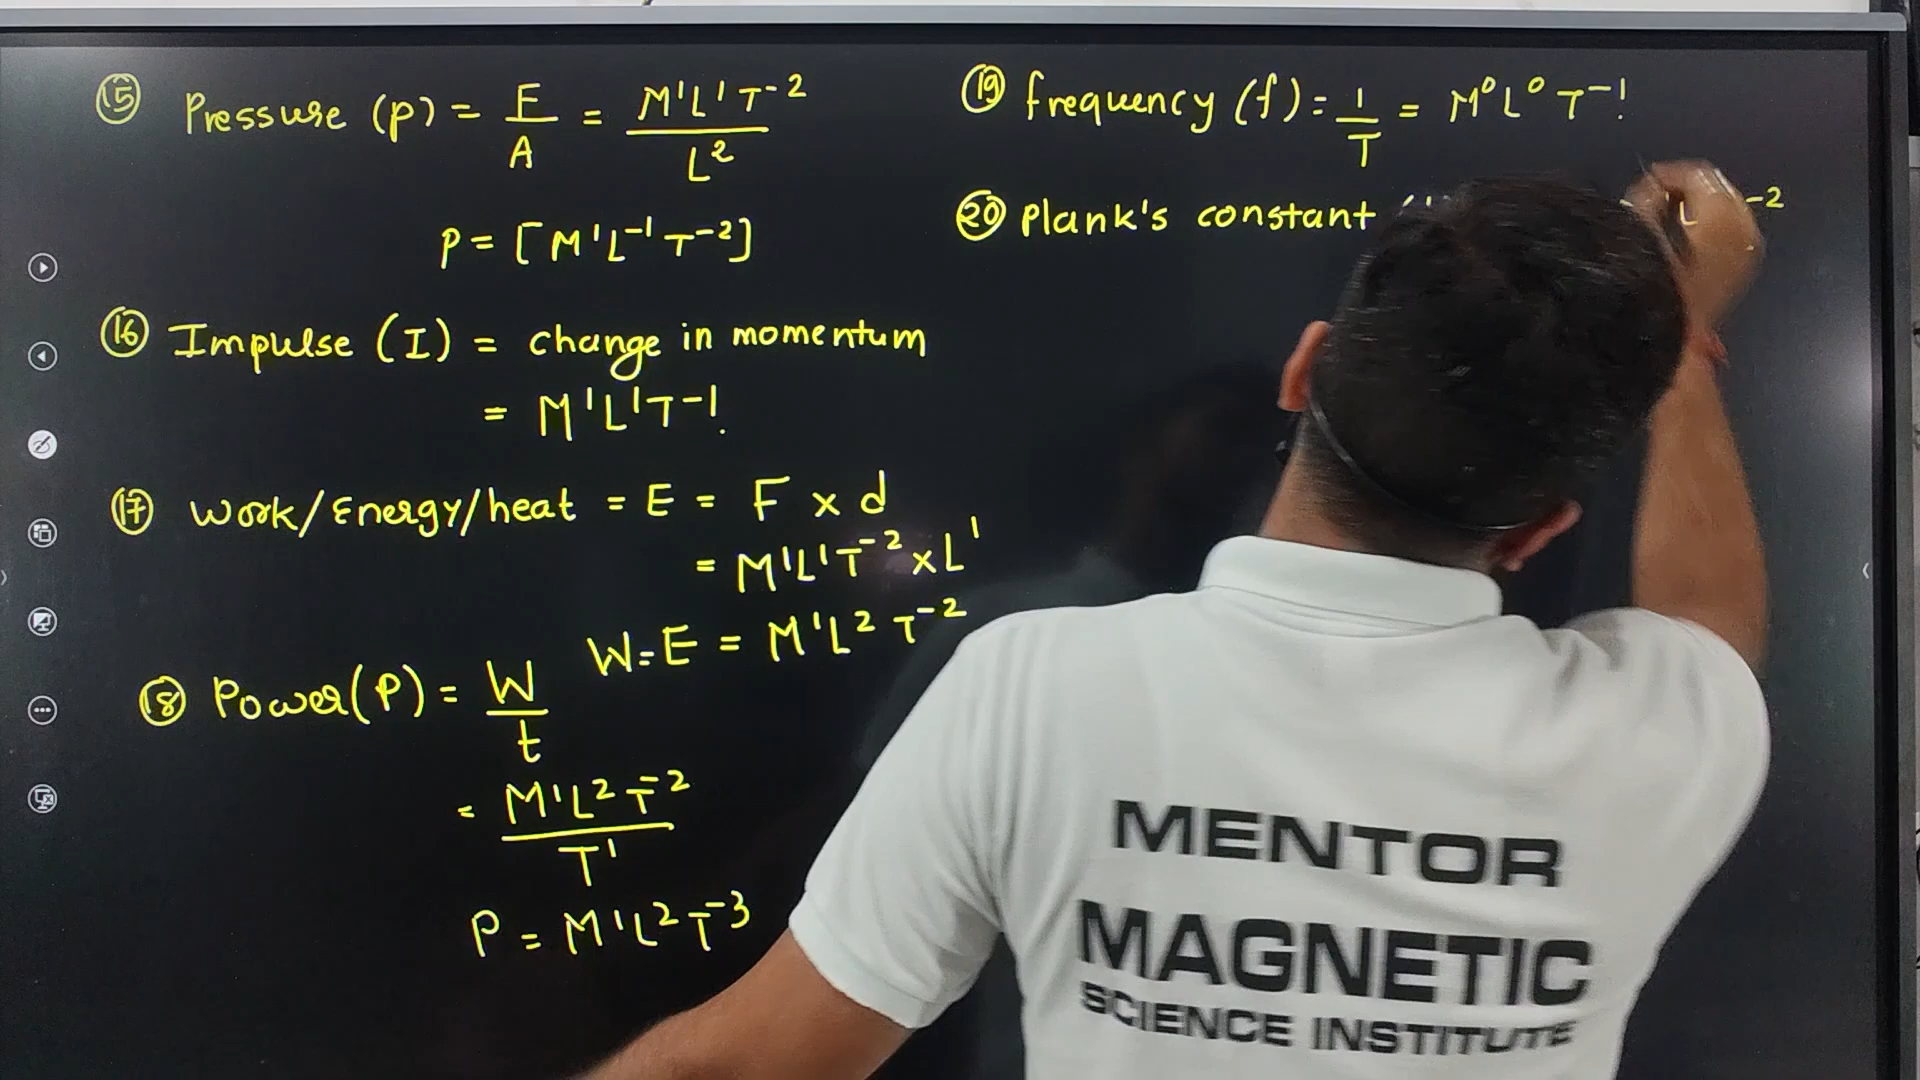 ⑮ Pressure (P) = F/A = M¹L¹T⁻² / L²
P = [M¹L⁻¹T⁻²]
⑯ Impulse (I) = change in momentum
= M¹L¹T⁻¹.
⑰ Work/Energy/heat = E = F x d
= M¹L¹T⁻² x L¹
W=E = M¹L²T⁻²
⑱ Power(P) = W/t
= M¹L²T⁻² / T¹
P = M¹L²T⁻³
⑲ frequency (f) = 1/T = M⁰L⁰T⁻¹.
⑳ Plank's constant
-2
MENTOR
MAGNETIC
SCIENCE INSTITUTE